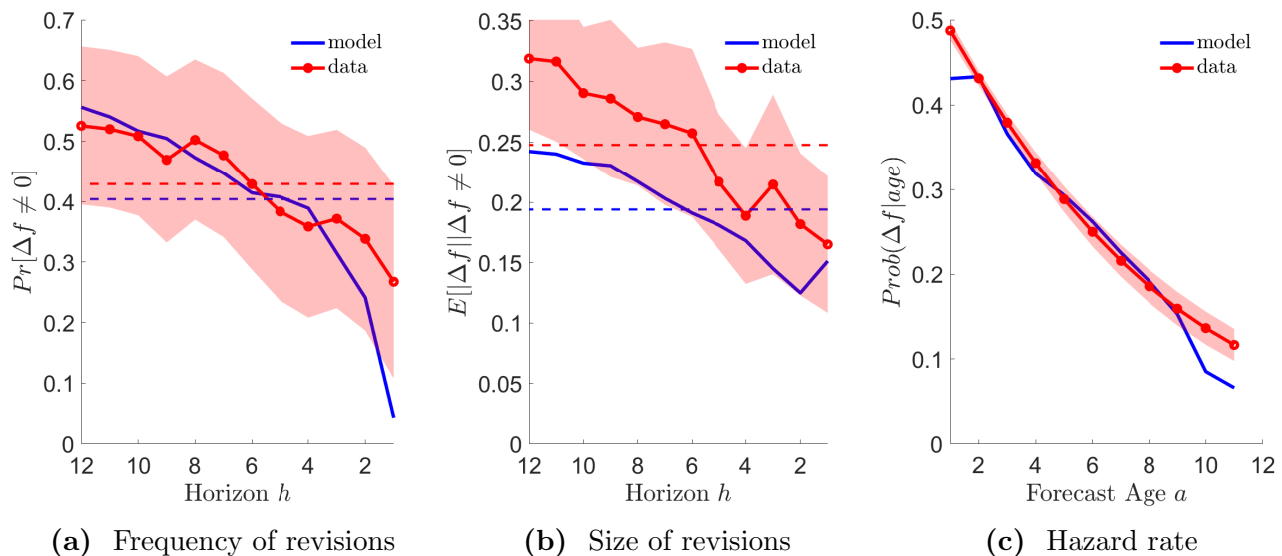 0.7
0.6
0.5
0.4
0.3
0.2
0.1
0
12
10
8
6
4
2
Pr[Δf ≠ 0]
Horizon h
model
data
(a) Frequency of revisions
0.35
0.3
0.25
0.2
0.15
0.1
0.05
0
12
10
8
6
4
2
E[|Δf||Δf ≠ 0]
Horizon h
model
data
(b) Size of revisions
0.5
0.4
0.3
0.2
0.1
0
2
4
6
8
10
12
Prob(Δf|age)
Forecast Age a
model
data
(c) Hazard rate